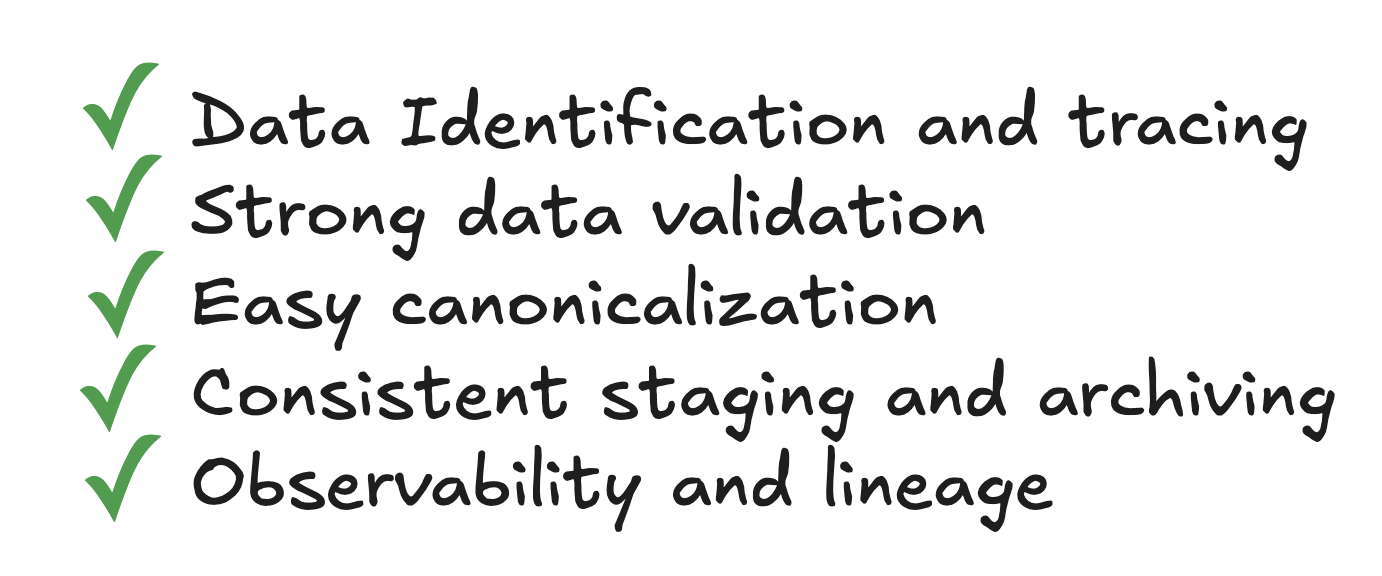 ✓ Data Identification and tracing
✓ Strong data validation
✓ Easy canonicalization
✓ Consistent staging and archiving
✓ Observability and lineage